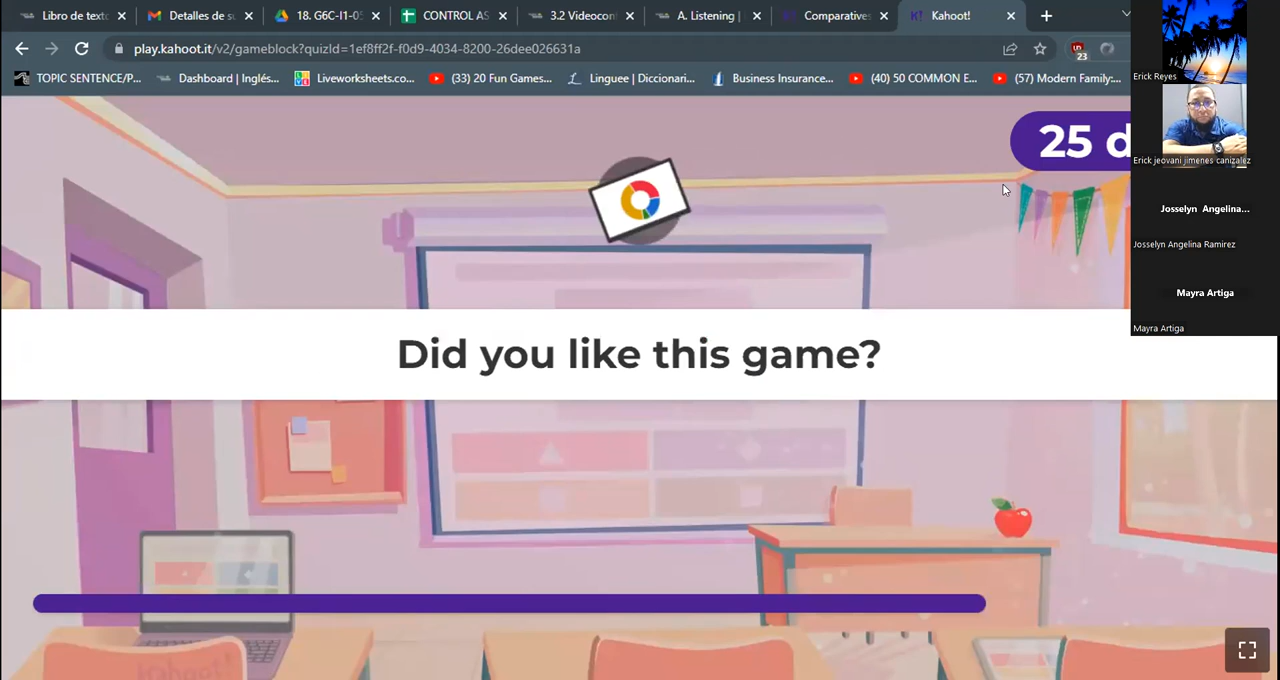 Libro de texto
Detalles de su
18. G6C-I1-0
CONTROL AS
3.2 Videocon
A. Listening |
Comparatives
Kahoot!
play.kahoot.it/v2/gameblock?quizId=1ef8ff2f-f0d9-4034-8200-26dee026631a
23
TOPIC SENTENCE/P...
Dashboard | Inglés...
Liveworksheets.co...
(33) 20 Fun Games...
Linguee | Diccionari...
Business Insurance...
(40) 50 COMMON E...
(57) Modern Family:...
Erick Reyes
Erick jeovani jimenes canizalez
Josselyn Angelina...
Josselyn Angelina Ramirez
Mayra Artiga
Mayra Artiga
25 d
Did you like this game?
Kahoot!